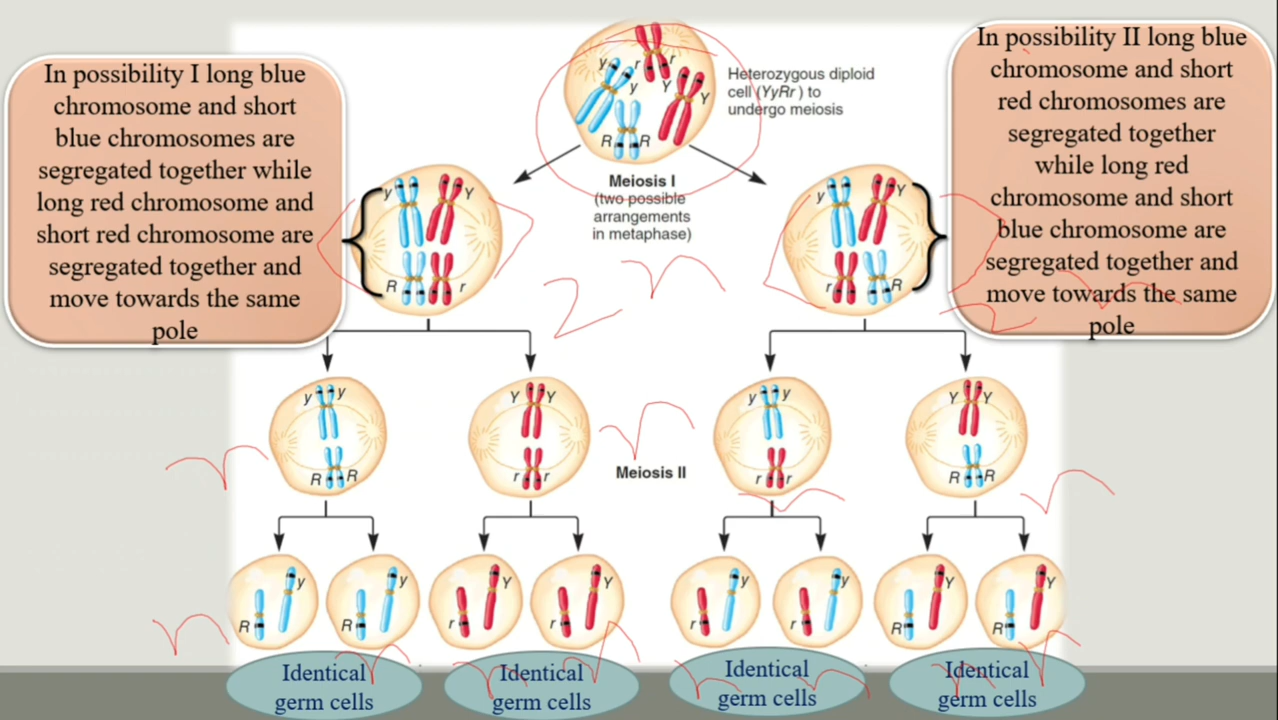 In possibility I long blue
chromosome and short
blue chromosomes are
segregated together while
long red chromosome and
short red chromosome are
segregated together and
move towards the same
pole
In possibility II long blue
chromosome and short
red chromosomes are
segregated together
while long red
chromosome and short
blue chromosome are
segregated together and
move towards the same
pole
Heterozygous diploid
cell (YyRr) to
undergo meiosis
y r r
y Y Y
R R
Meiosis I
(two possible
arrangements
in metaphase)
y Y
R r
y Y
r R
2 n
2 n
y y
R R
Y Y
r r
Meiosis II
y y
r r
Y Y
R R
n
n
n
y
R
y
R
Y
r
Y
r
y
r
y
r
Y
R
Y
R
Identical
germ cells
Identical
germ cells
Identical
germ cells
Identical
germ cells